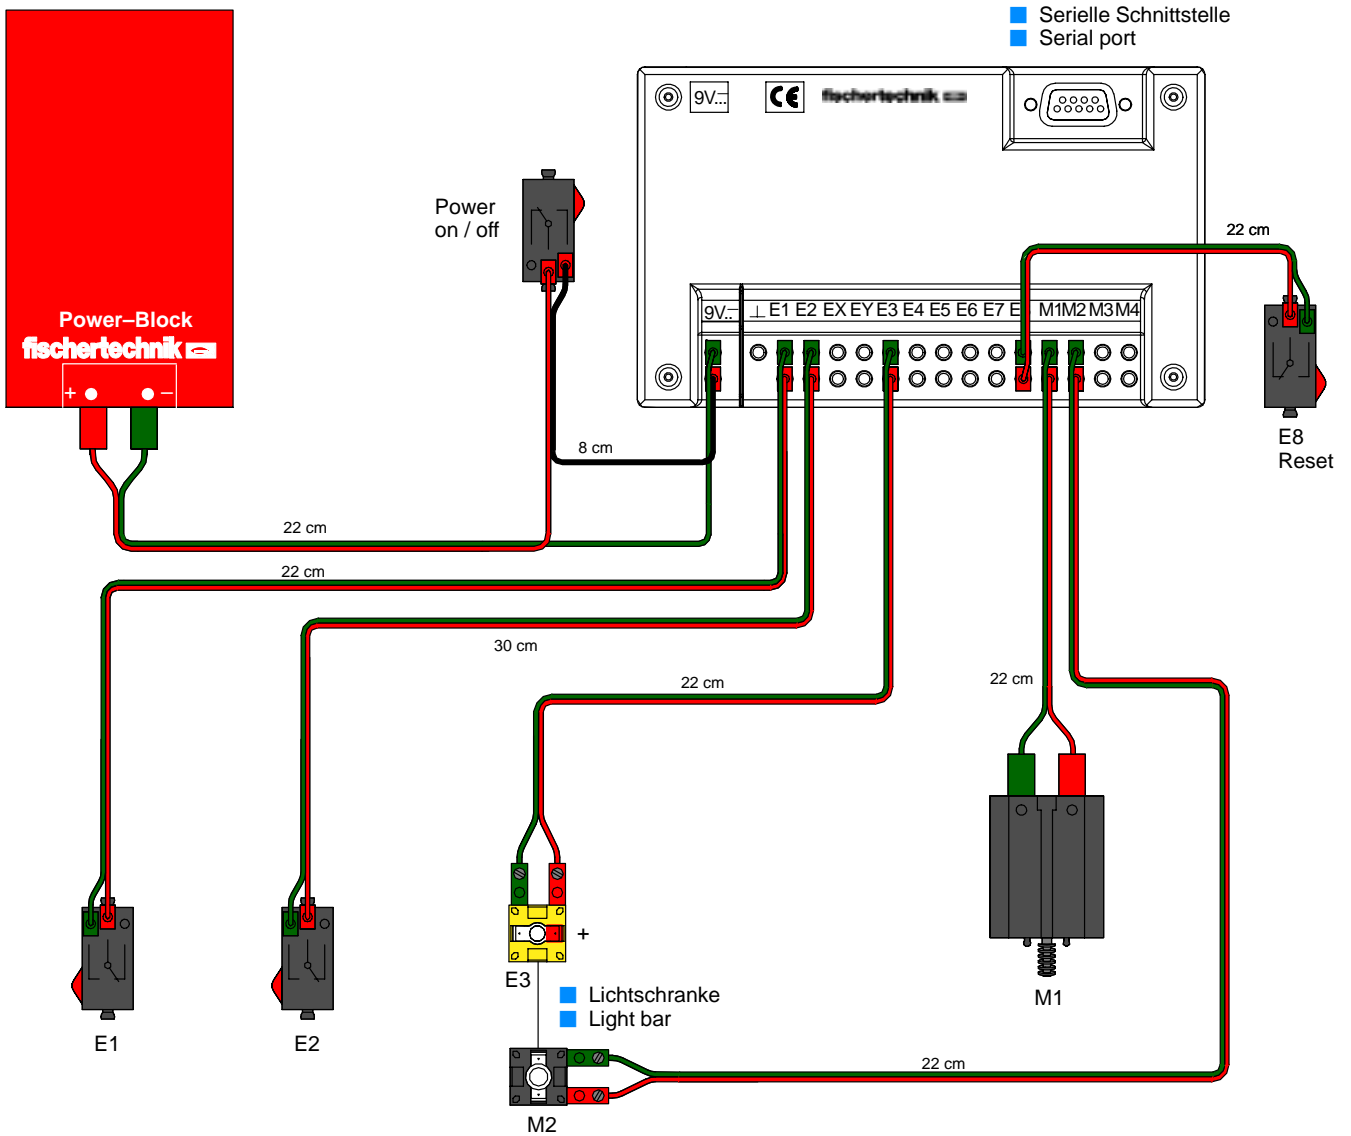 Serielle Schnittstelle
Serial port
9V
CE
fischertechnik
Power
on / off
22 cm
9V ⊥ E1 E2 EX EY E3 E4 E5 E6 E7 E8 M1 M2 M3 M4
Power–Block
fischertechnik
+ –
E8
Reset
8 cm
22 cm
22 cm
30 cm
22 cm
22 cm
+
E3
Lichtschranke
Light bar
M1
E1
E2
22 cm
M2